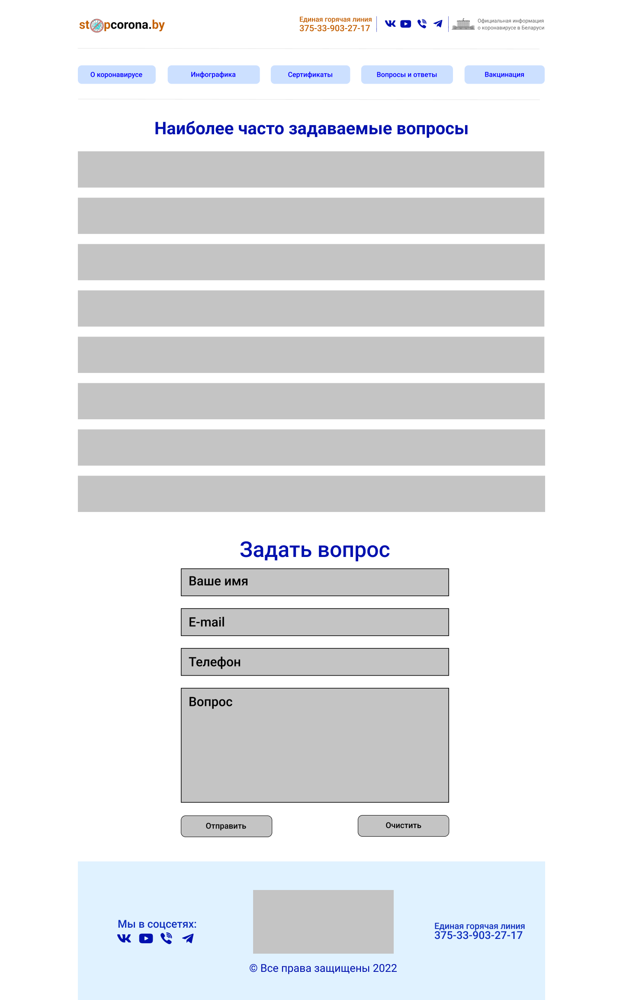 stopcorona.by
Единая горячая линия
375-33-903-27-17
Официальная информация
о коронавирусе в Беларуси
О коронавирусе
Инфографика
Сертификаты
Вопросы и ответы
Вакцинация
Наиболее часто задаваемые вопросы
Задать вопрос
Ваше имя
E-mail
Телефон
Вопрос
Отправить
Очистить
Мы в соцсетях:
Единая горячая линия
375-33-903-27-17
© Все права защищены 2022